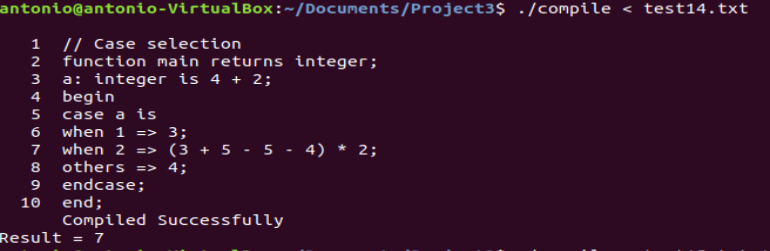 antonio@antonio-VirtualBox:~/Documents/Project3$ ./compile < test14.txt
1 // Case selection
2 function main returns integer;
3 a: integer is 4 + 2;
4 begin
5 case a is
6 when 1 => 3;
7 when 2 => (3 + 5 - 5 - 4) * 2;
8 others => 4;
9 endcase;
10 end;
Compiled Successfully
Result = 7